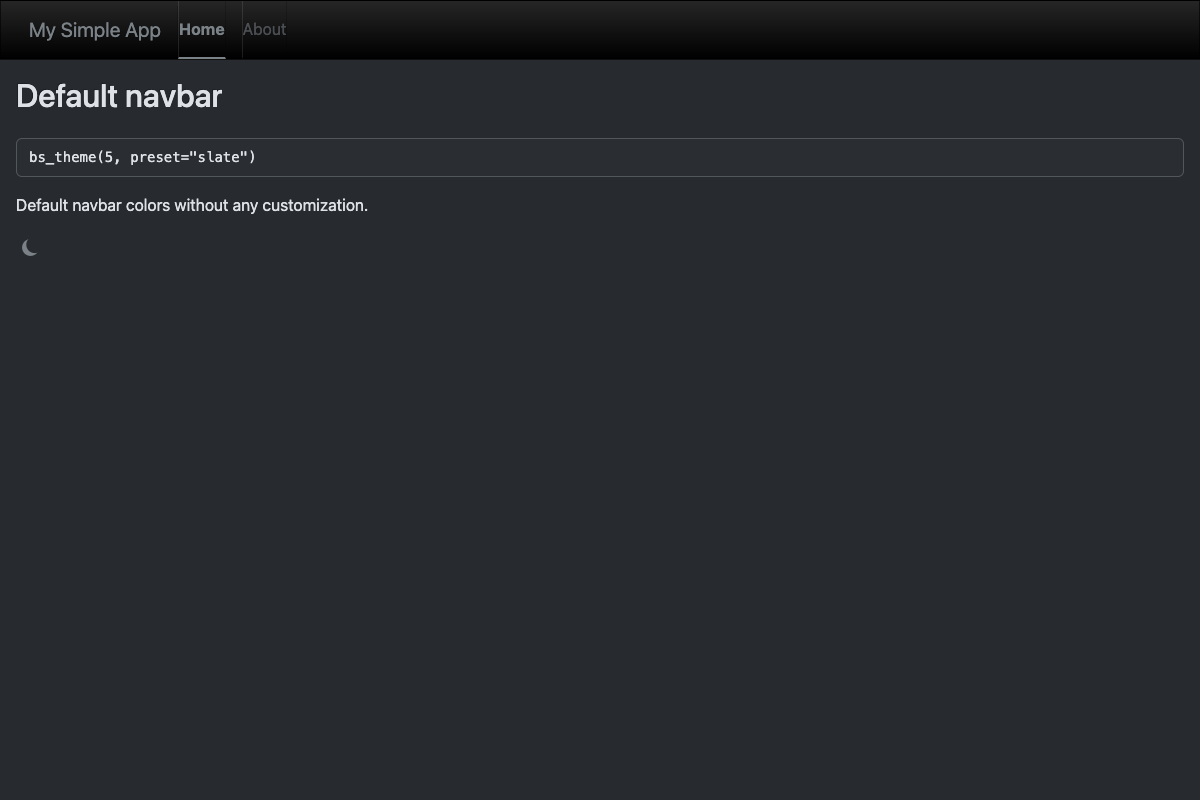 My Simple App Home About
Default navbar
bs_theme(5, preset="slate")
Default navbar colors without any customization.